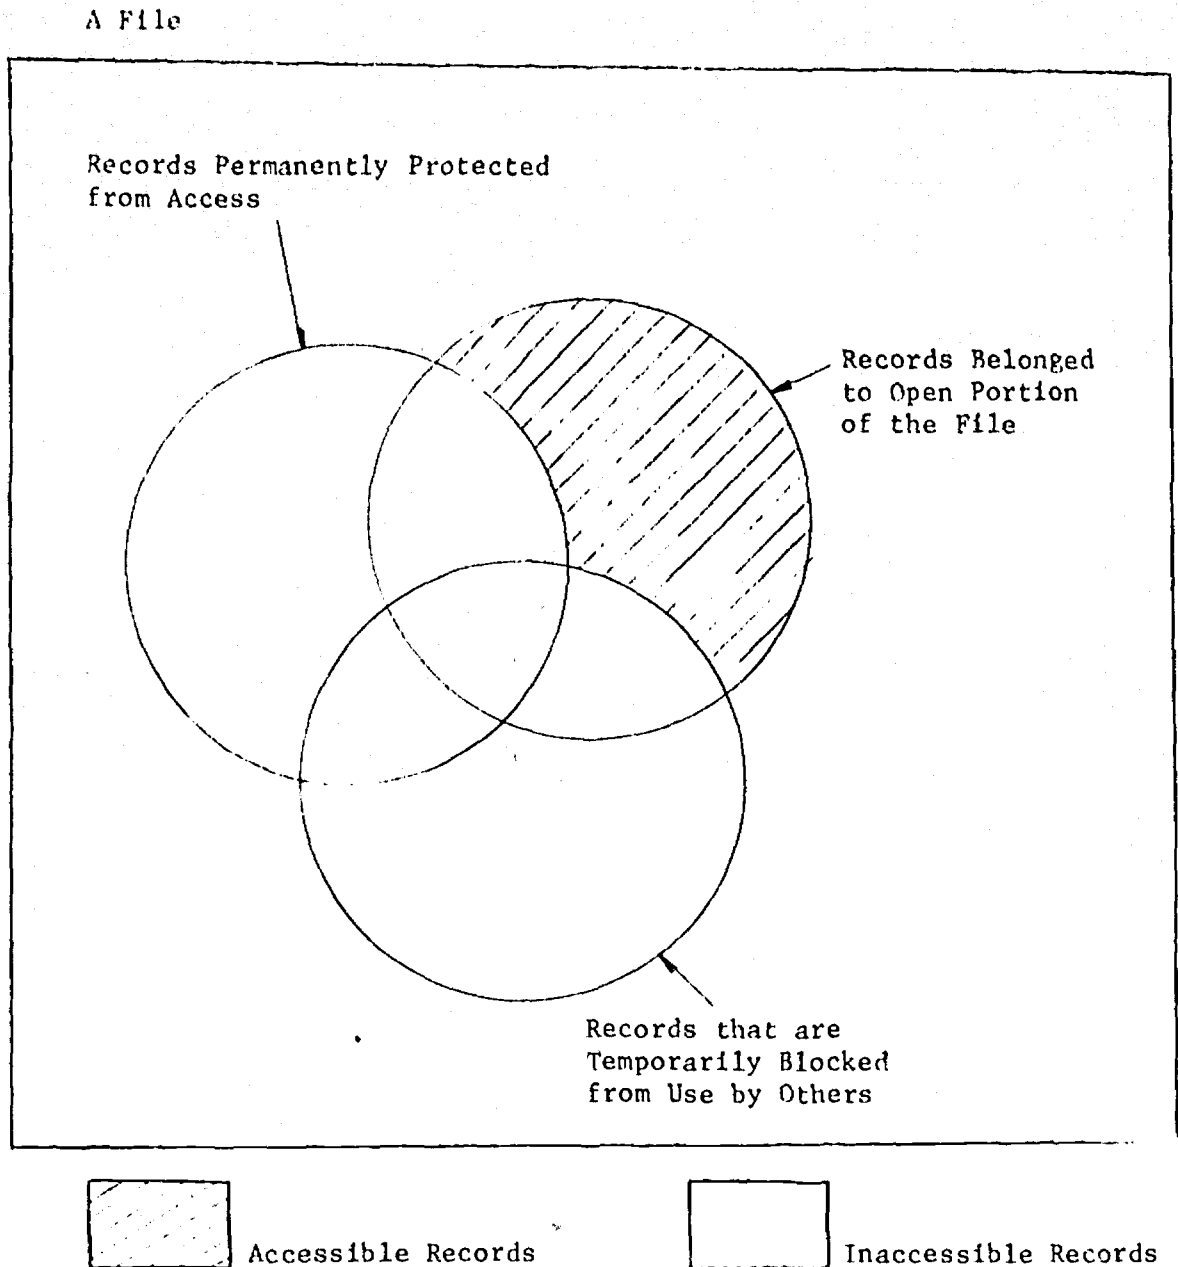 A File
Records Permanently Protected
from Access
Records Belonged
to Open Portion
of the File
Records that are
Temporarily Blocked
from Use by Others
Accessible Records
Inaccessible Records